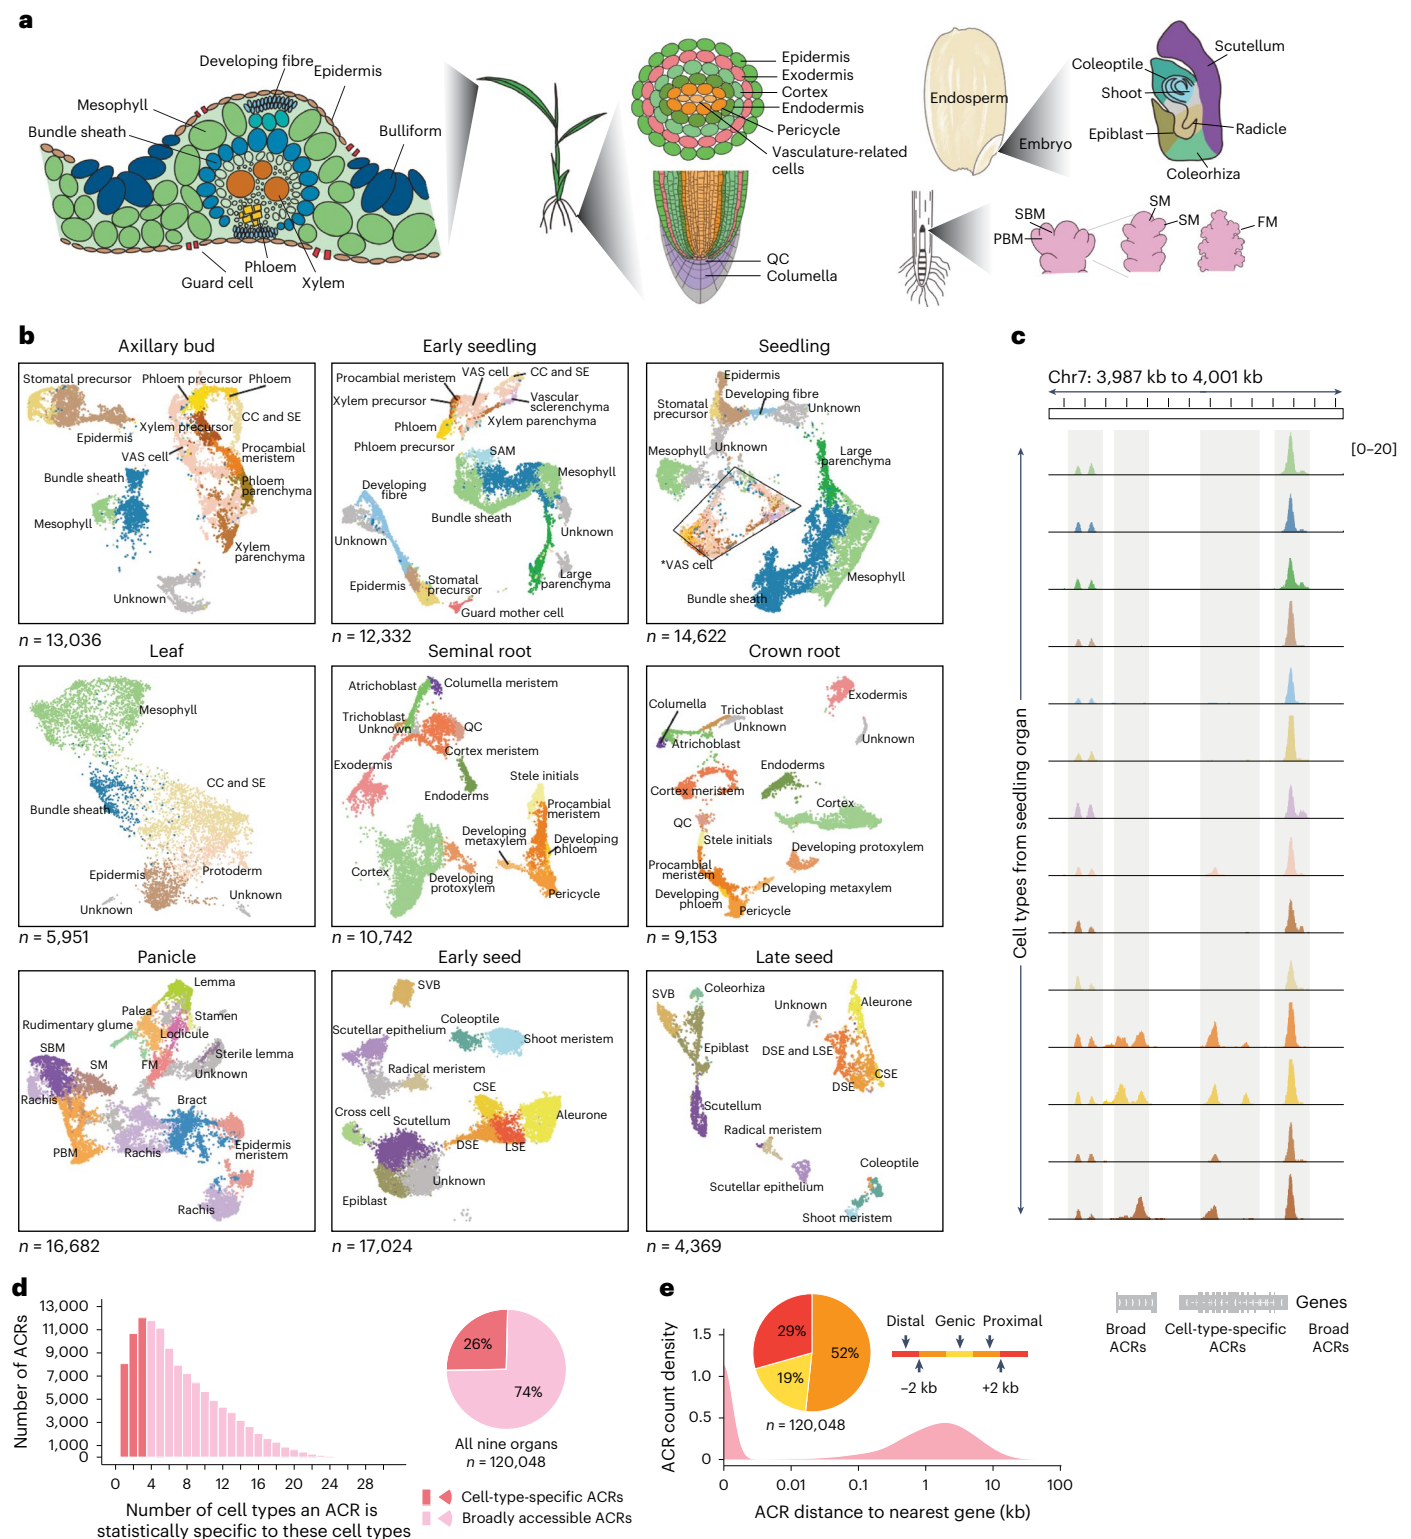 a
Developing fibre
Epidermis
Mesophyll
Bundle sheath
Bulliform
Phloem
Guard cell
Xylem
Epidermis
Exodermis
Cortex
Endodermis
Pericycle
Vasculature-related
cells
QC
Columella
Endosperm
Embryo
Scutellum
Coleoptile
Shoot
Epiblast
Radicle
Coleorhiza
SBM
PBM
SM
SM
FM
b
Axillary bud
Stomatal precursor
Phloem precursor
Phloem
CC and SE
Epidermis
Xylem precursor
VAS cell
Procambial
meristem
Bundle sheath
Phloem
parenchyma
Mesophyll
Xylem
parenchyma
Unknown
n = 13,036
Early seedling
Procambial meristem
VAS cell
CC and SE
Xylem precursor
Vascular
sclerenchyma
Phloem
Xylem parenchyma
Phloem precursor
SAM
Mesophyll
Developing
fibre
Bundle sheath
Unknown
Unknown
Epidermis
Stomatal
precursor
Large
parenchyma
Guard mother cell
n = 12,332
Seedling
Epidermis
Developing fibre
Stomatal
precursor
Unknown
Mesophyll
Unknown
Large
parenchyma
*VAS cell
Mesophyll
Bundle sheath
n = 14,622
Leaf
Mesophyll
CC and SE
Bundle sheath
Epidermis
Protoderm
Unknown
Unknown
n = 5,951
Seminal root
Atrichoblast
Columella meristem
Trichoblast
Unknown
QC
Cortex meristem
Exodermis
Endoderms
Stele initials
Procambial
meristem
Developing
metaxylem
Developing
phloem
Cortex
Developing
protoxylem
Pericycle
n = 10,742
Crown root
Exodermis
Columella
Trichoblast
Unknown
Atrichoblast
Unknown
Endoderms
Cortex meristem
Cortex
QC
Stele initials
Developing protoxylem
Procambial
meristem
Developing metaxylem
Developing
phloem
Pericycle
n = 9,153
Panicle
Lemma
Palea
Stamen
Rudimentary glume
Lodicule
SBM
SM
FM
Sterile lemma
Unknown
Rachis
Bract
PBM
Rachis
Epidermis
meristem
Rachis
n = 16,682
Early seed
SVB
Coleoptile
Scutellar epithelium
Shoot meristem
Radical meristem
CSE
Cross cell
Scutellum
Aleurone
DSE
LSE
Unknown
Epiblast
n = 17,024
Late seed
SVB
Coleorhiza
Unknown
Aleurone
Epiblast
DSE and LSE
CSE
DSE
Scutellum
Radical meristem
Coleoptile
Scutellar epithelium
Shoot meristem
n = 4,369
c
Chr7: 3,987 kb to 4,001 kb
[0–20]
Cell types from seedling organ
Genes
Broad
ACRs
Cell-type-specific
ACRs
Broad
ACRs
d
Number of ACRs
13,000
11,000
9,000
7,000
5,000
3,000
1,000
0
0 4 8 12 16 20 24 28
Number of cell types an ACR is
statistically specific to these cell types
26%
74%
All nine organs
n = 120,048
Cell-type-specific ACRs
Broadly accessible ACRs
e
ACR count density
1.5
1.0
0.5
0
0 0.01 0.1 1 10 100
ACR distance to nearest gene (kb)
29%
52%
19%
n = 120,048
Distal Genic Proximal
–2 kb +2 kb